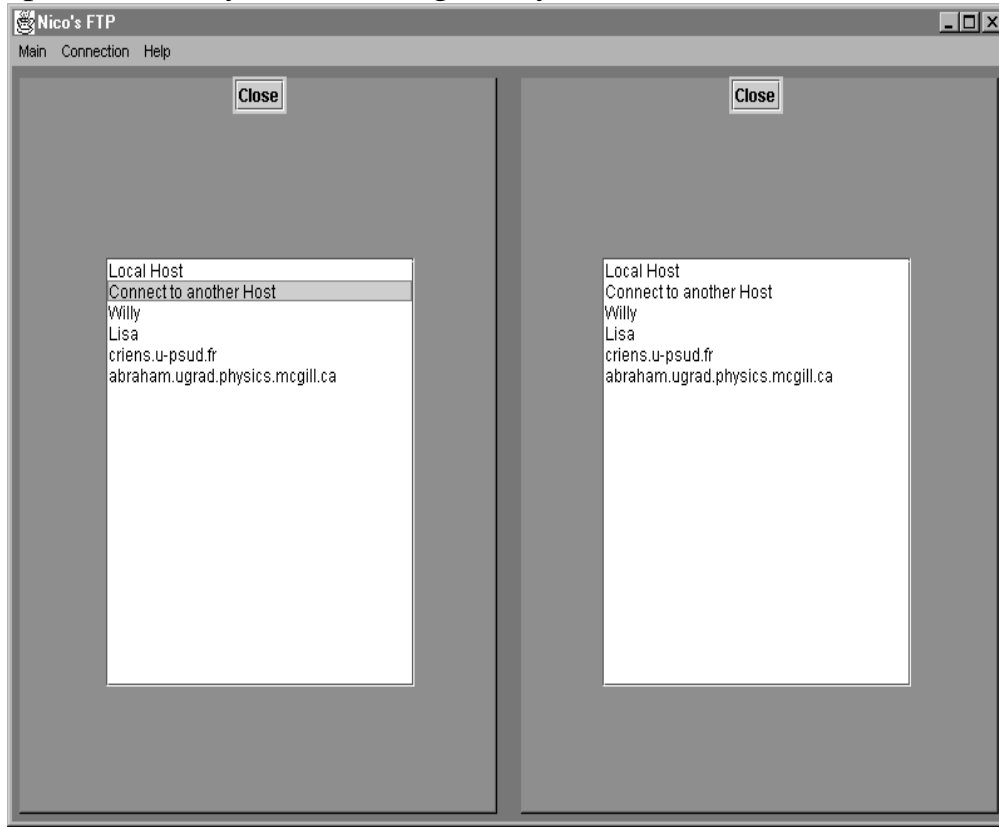 Nico's FTP
Main Connection Help
Close
Local Host
Connect to another Host
Willy
Lisa
criens.u-psud.fr
abraham.ugrad.physics.mcgill.ca
Close
Local Host
Connect to another Host
Willy
Lisa
criens.u-psud.fr
abraham.ugrad.physics.mcgill.ca